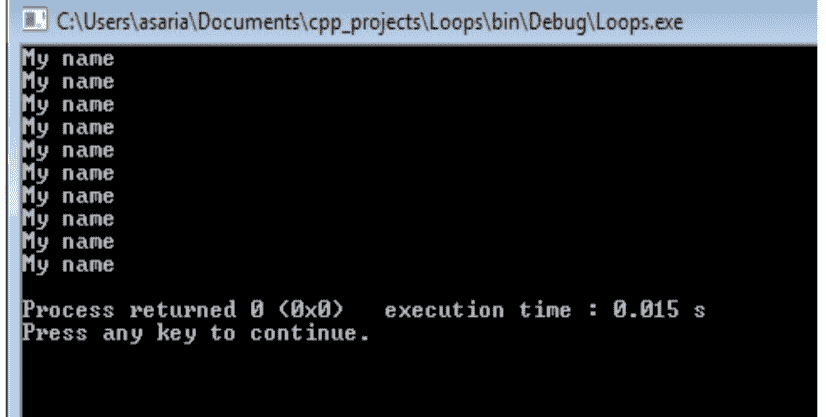 C:\Users\asaria\Documents\cpp_projects\Loops\bin\Debug\Loops.exe
My name
My name
My name
My name
My name
My name
My name
My name
My name
My name
Process returned 0 (0x0)   execution time : 0.015 s
Press any key to continue.